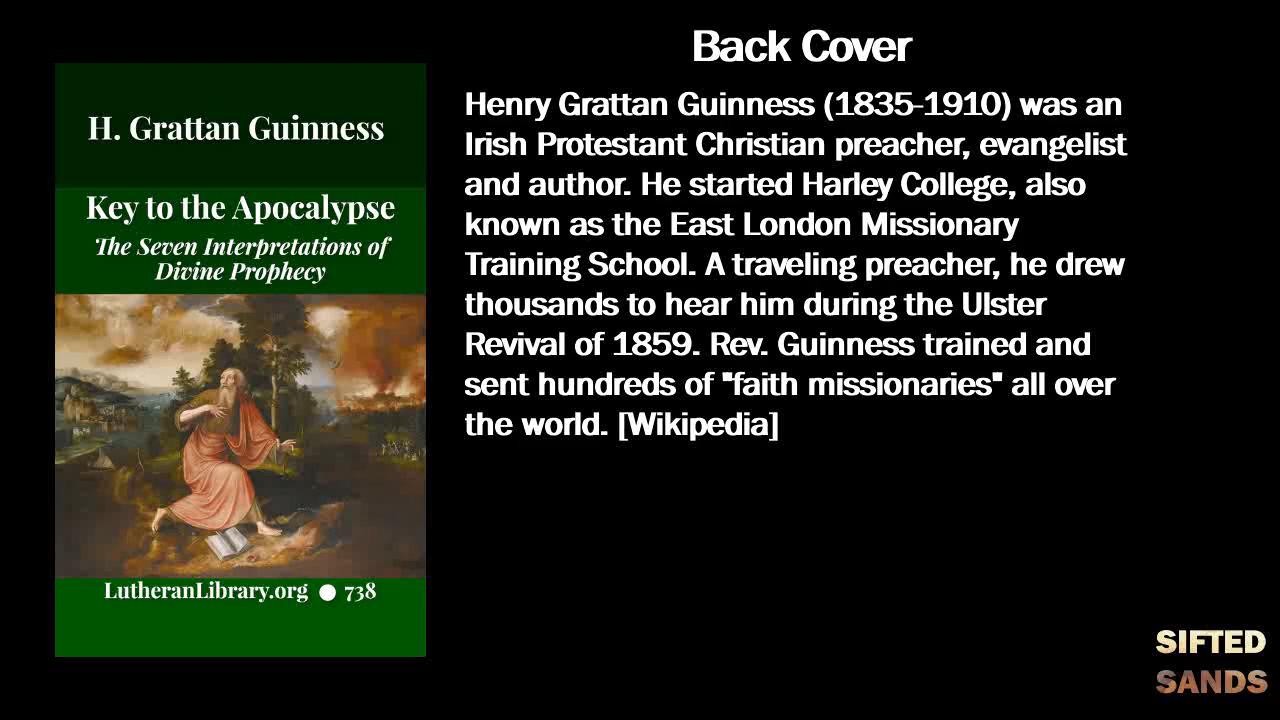 H. Grattan Guinness
Key to the Apocalypse
The Seven Interpretations of
Divine Prophecy
LutheranLibrary.org ● 738
Back Cover
Henry Grattan Guinness (1835-1910) was an
Irish Protestant Christian preacher, evangelist
and author. He started Harley College, also
known as the East London Missionary
Training School. A traveling preacher, he drew
thousands to hear him during the Ulster
Revival of 1859. Rev. Guinness trained and
sent hundreds of "faith missionaries" all over
the world. [Wikipedia]
SIFTED
SANDS